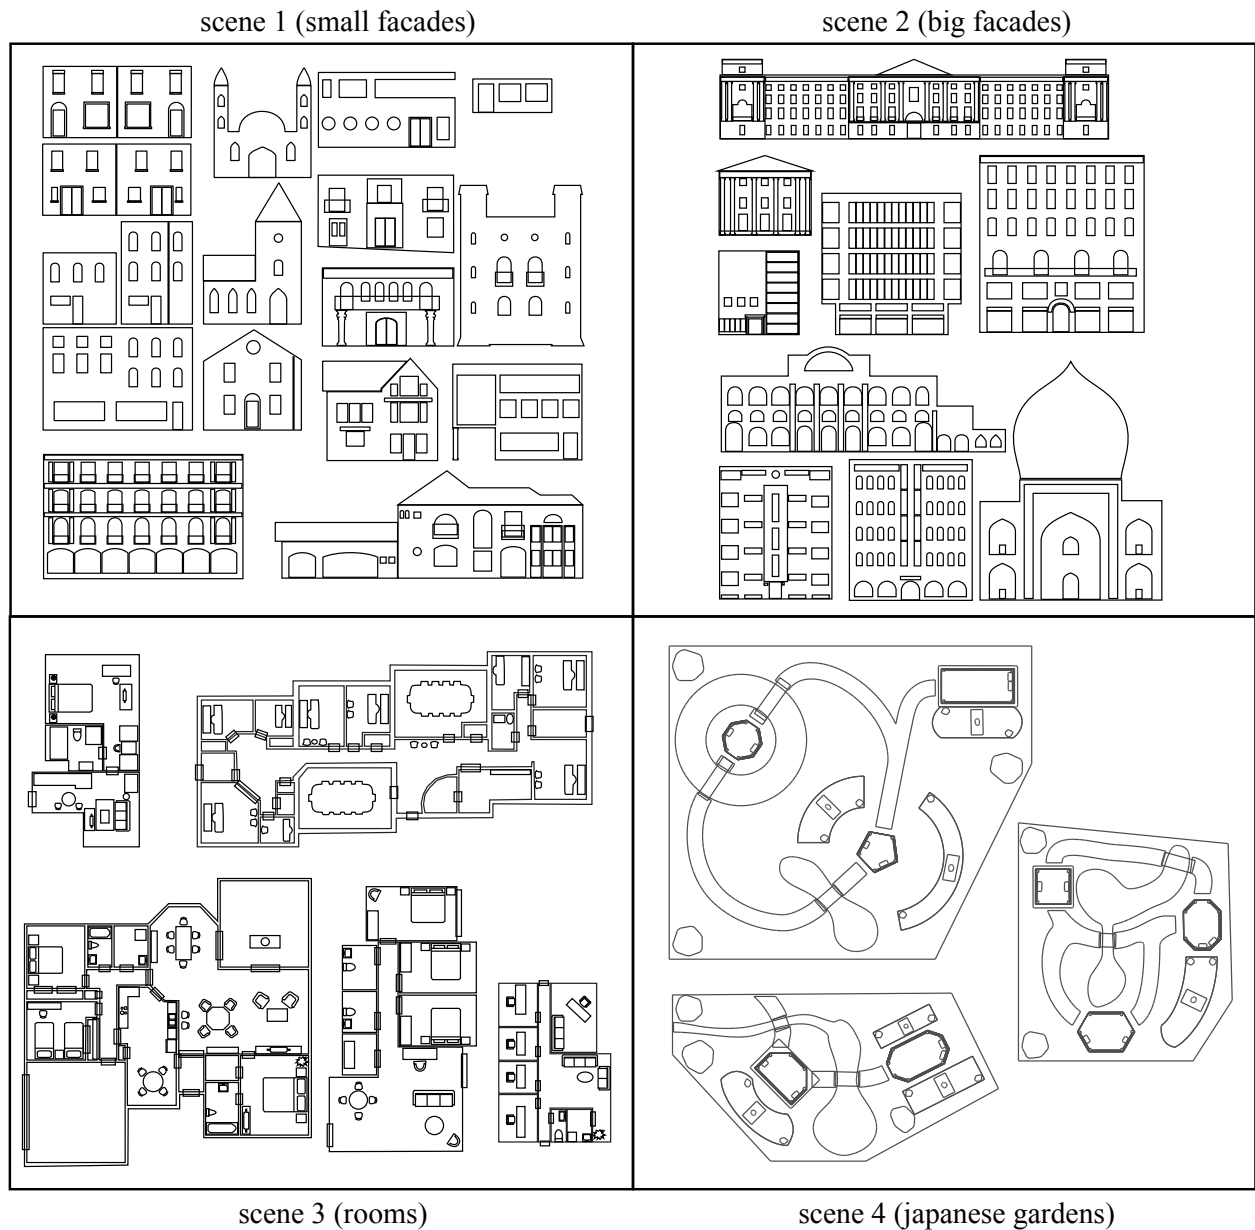 scene 1 (small facades)
scene 2 (big facades)
scene 3 (rooms)
scene 4 (japanese gardens)